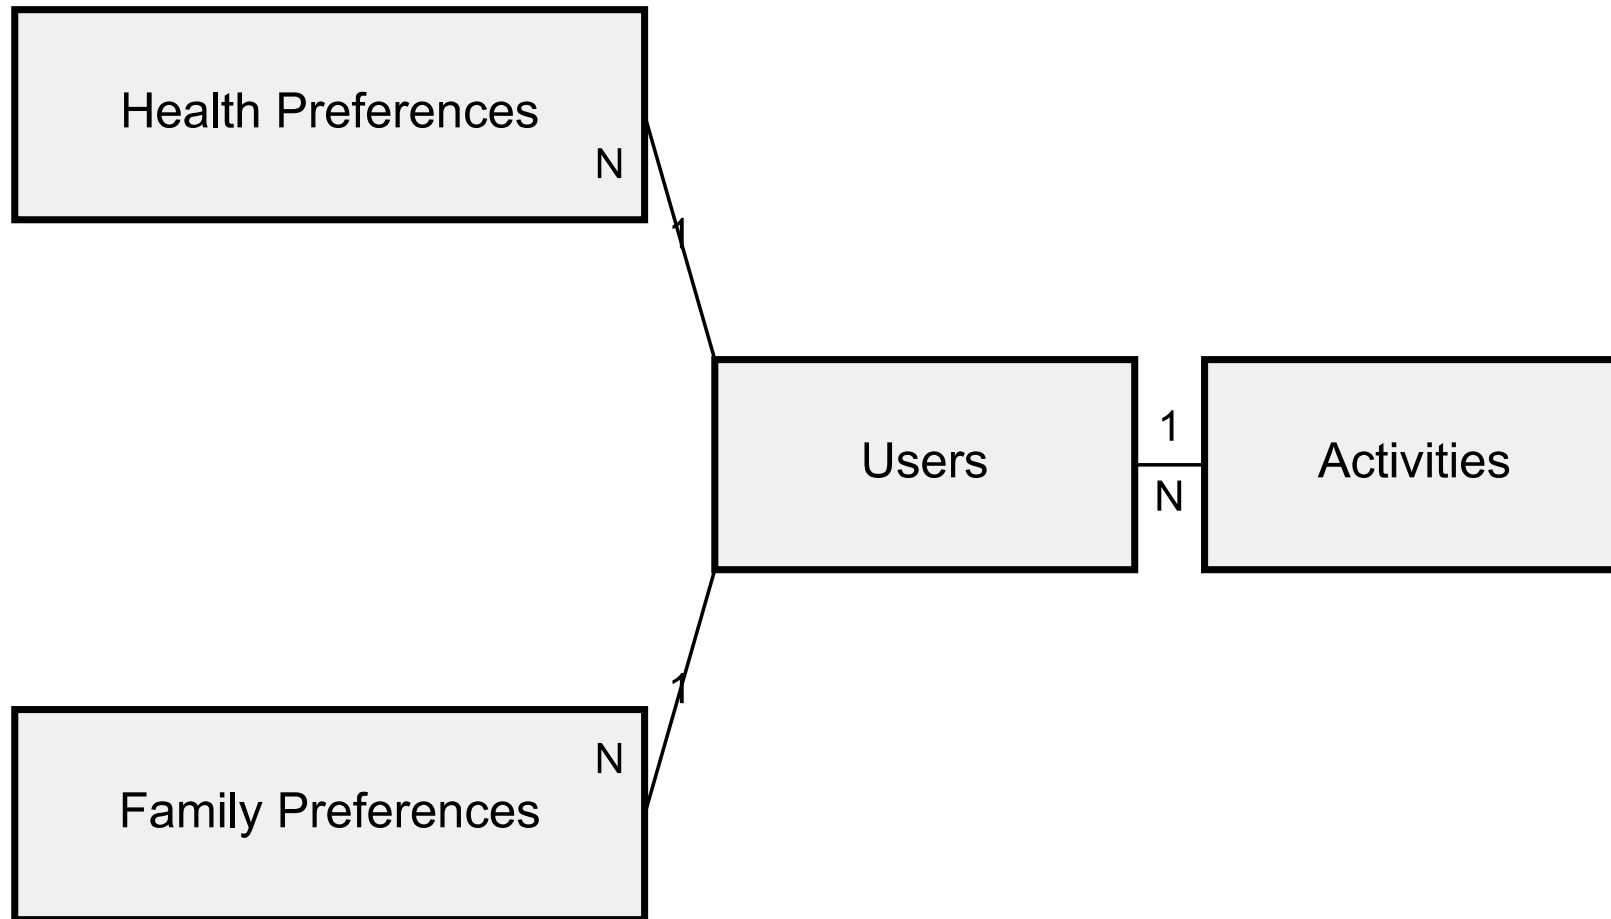 Health Preferences
N
1
1
Users
Activities
N
1
N
Family Preferences